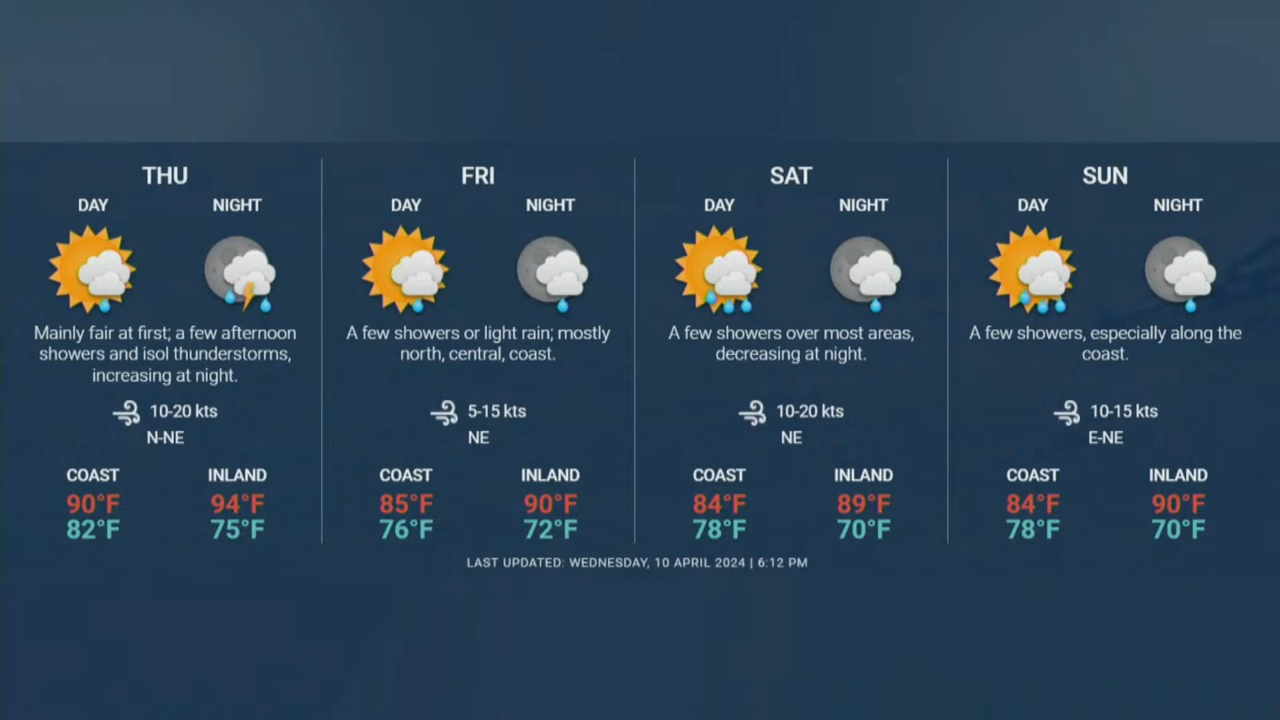 THU
DAY NIGHT
Mainly fair at first; a few afternoon
showers and isol thunderstorms,
increasing at night.
10-20 kts
N-NE
COAST INLAND
90°F 94°F
82°F 75°F
FRI
DAY NIGHT
A few showers or light rain; mostly
north, central, coast.
5-15 kts
NE
COAST INLAND
85°F 90°F
76°F 72°F
SAT
DAY NIGHT
A few showers over most areas,
decreasing at night.
10-20 kts
NE
COAST INLAND
84°F 89°F
78°F 70°F
SUN
DAY NIGHT
A few showers, especially along the
coast.
10-15 kts
E-NE
COAST INLAND
84°F 90°F
78°F 70°F
LAST UPDATED: WEDNESDAY, 10 APRIL 2024 | 6:12 PM